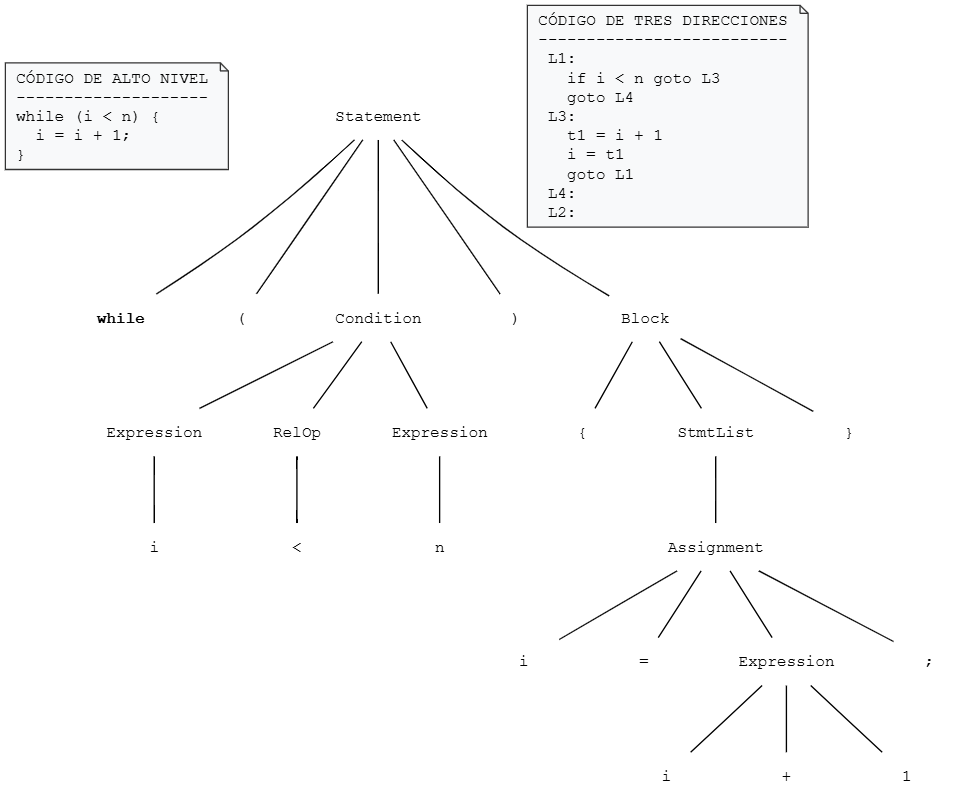 CÓDIGO DE ALTO NIVEL
--------------------
while (i < n) {
  i = i + 1;
}
CÓDIGO DE TRES DIRECCIONES
--------------------------
L1:
  if i < n goto L3
  goto L4
L3:
  t1 = i + 1
  i = t1
  goto L1
L4:
L2:
Statement
while ( Condition ) Block
Expression RelOp Expression { StmtList }
i < n Assignment
i = Expression ;
i + 1